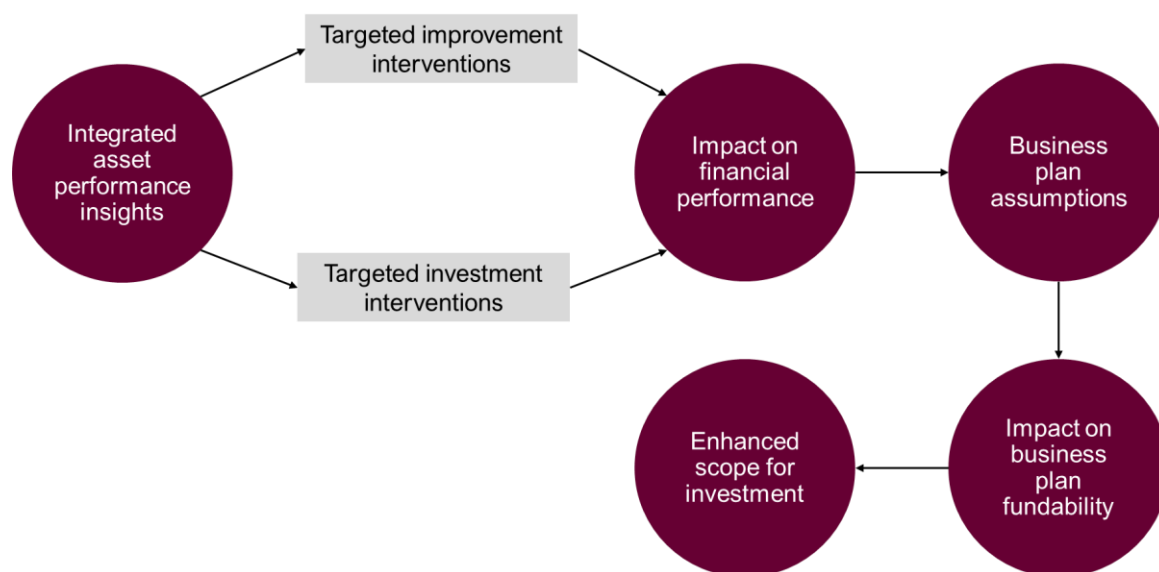 Targeted improvement
interventions
Integrated
asset
performance
insights
Impact on
financial
performance
Business
plan
assumptions
Targeted investment
interventions
Enhanced
scope for
investment
Impact on
business
plan
fundability